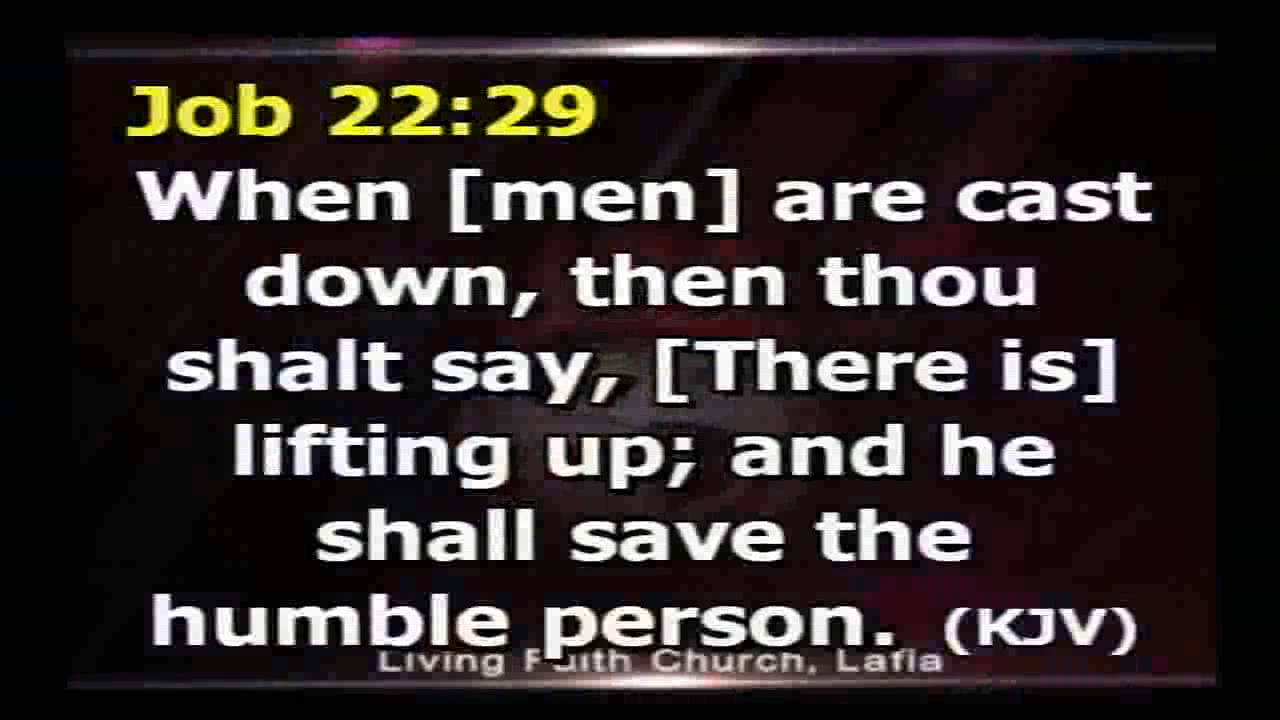 Job 22:29
When [men] are cast
down, then thou
shalt say, [There is]
lifting up; and he
shall save the
humble person. (KJV)
Living Faith Church, Lafia